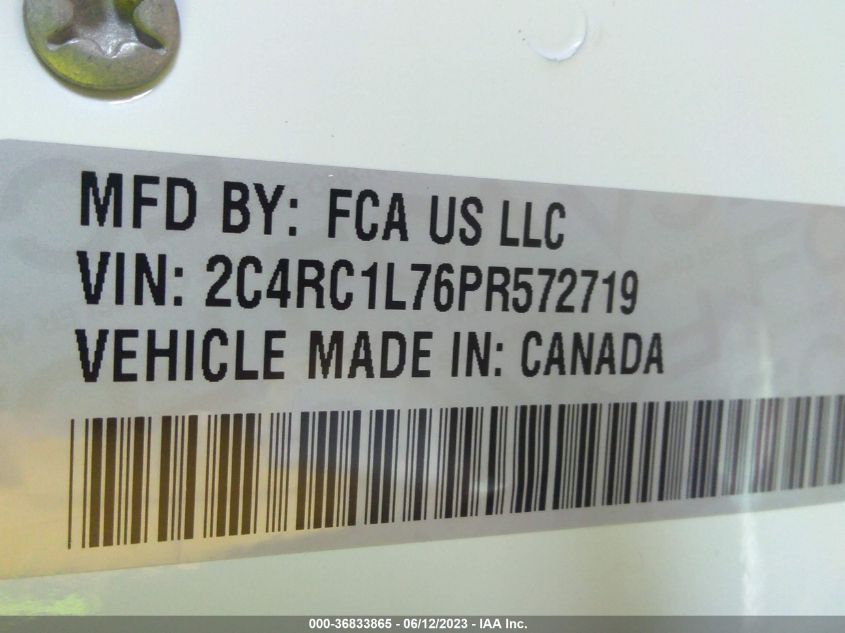 MFD BY: FCA US LLC
VIN: 2C4RC1L76PR572719
VEHICLE MADE IN: CANADA
000-36833865 - 06/12/2023 - IAA Inc.